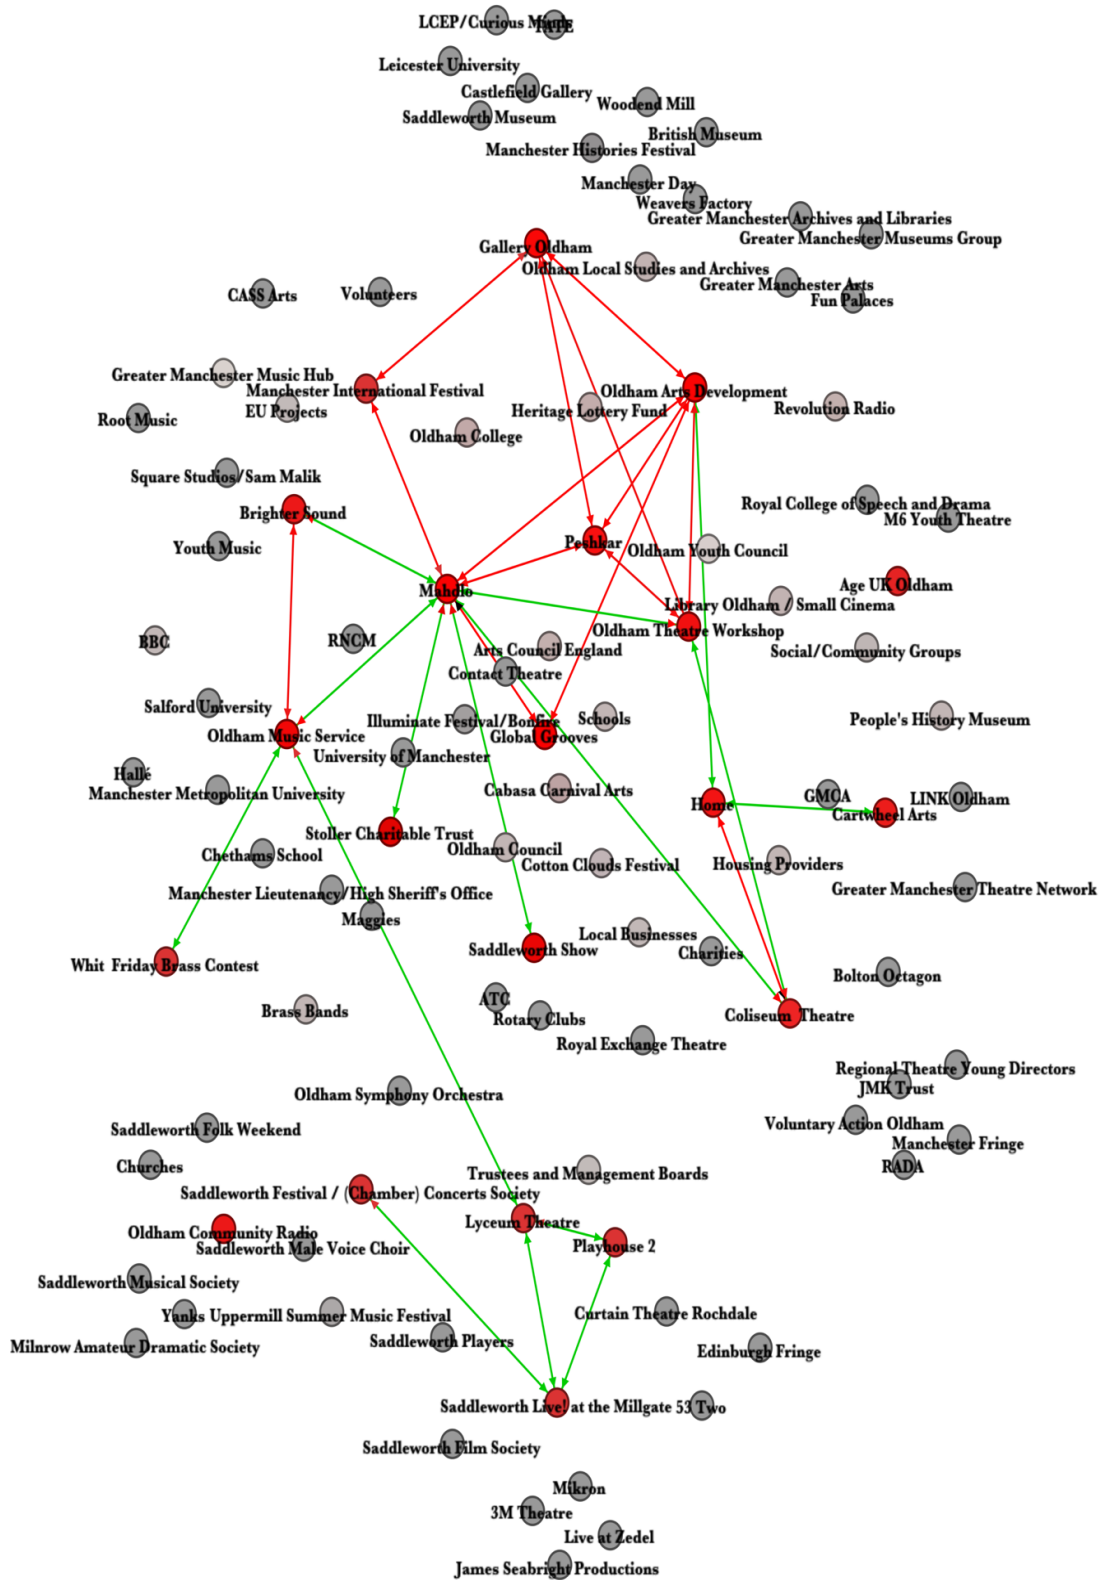 LCEP/Curious Minds
TATE
Leicester University
Castlefield Gallery
Woodend Mill
Saddleworth Museum
British Museum
Manchester Histories Festival
Manchester Day
Weavers Factory
Greater Manchester Archives and Libraries
Greater Manchester Museums Group
Gallery Oldham
Oldham Local Studies and Archives
Greater Manchester Arts
CASS Arts
Volunteers
Fun Palaces
Greater Manchester Music Hub
Manchester International Festival
Oldham Arts Development
EU Projects
Heritage Lottery Fund
Revolution Radio
Root Music
Oldham College
Square Studios/Sam Malik
Royal College of Speech and Drama
Brighter Sound
M6 Youth Theatre
Youth Music
Peshkar
Oldham Youth Council
Mahdlo
Age UK Oldham
Library Oldham / Small Cinema
BBC
RNCM
Oldham Theatre Workshop
Arts Council England
Social/Community Groups
Contact Theatre
Salford University
Illuminate Festival/Bonfire
Schools
People's History Museum
Oldham Music Service
Global Grooves
University of Manchester
Hallé
Manchester Metropolitan University
Cabasa Carnival Arts
Home
GMCA
LINK Oldham
Cartwheel Arts
Stoller Charitable Trust
Oldham Council
Chethams School
Cotton Clouds Festival
Housing Providers
Manchester Lieutenancy/High Sheriff's Office
Greater Manchester Theatre Network
Maggies
Local Businesses
Saddleworth Show
Charities
Whit Friday Brass Contest
Bolton Octagon
ATC
Brass Bands
Rotary Clubs
Coliseum Theatre
Royal Exchange Theatre
Regional Theatre Young Directors
JMK Trust
Oldham Symphony Orchestra
Voluntary Action Oldham
Saddleworth Folk Weekend
Manchester Fringe
Churches
RADA
Trustees and Management Boards
Saddleworth Festival / (Chamber) Concerts Society
Lyceum Theatre
Oldham Community Radio
Saddleworth Male Voice Choir
Playhouse 2
Saddleworth Musical Society
Yanks
Uppermill Summer Music Festival
Curtain Theatre Rochdale
Milnrow Amateur Dramatic Society
Saddleworth Players
Edinburgh Fringe
Saddleworth Live! at the Millgate
53 Two
Saddleworth Film Society
Mikron
3M Theatre
Live at Zedel
James Seabright Productions